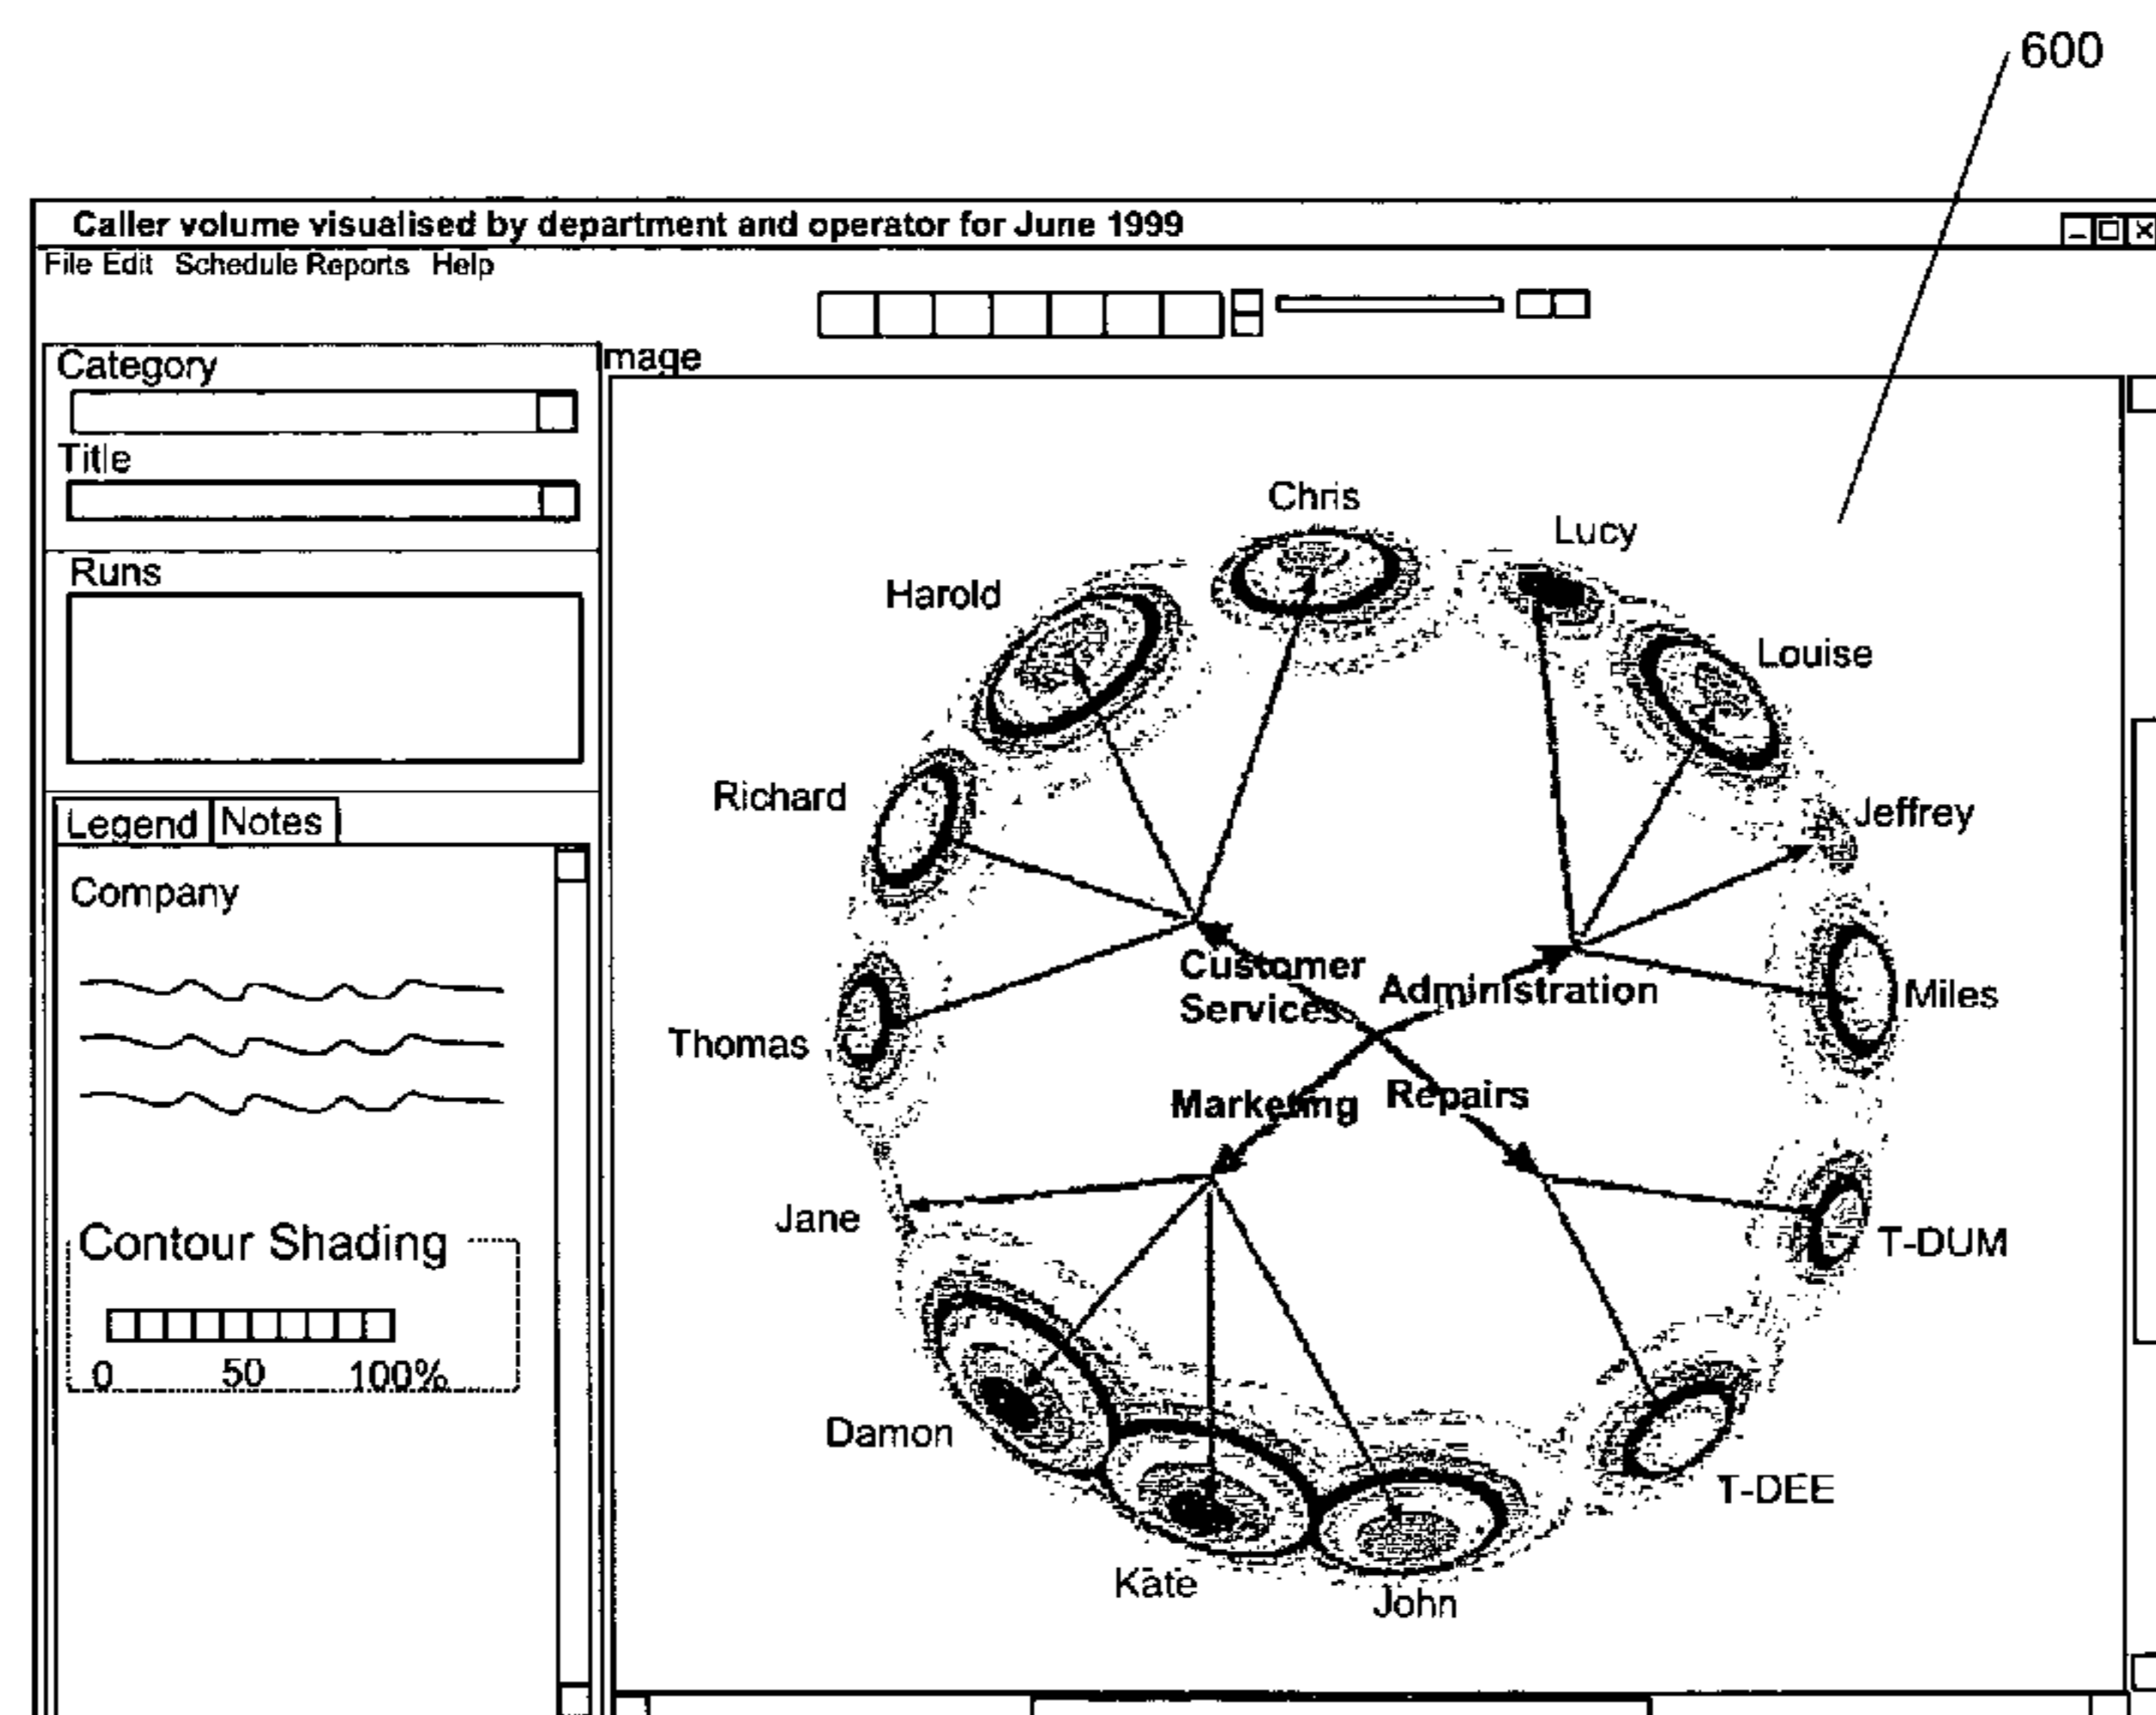 600
Caller volume visualised by department and operator for June 1999
File Edit Schedule Reports Help
mage
Category
Title
Runs
Legend Notes
Company
Contour Shading
0 50 100%
Chris
Lucy
Harold
Louise
Richard
Jeffrey
Customer
Services
Administration
Miles
Thomas
Marketing
Repairs
Jane
T-DUM
Damon
T-DEE
Kate
John